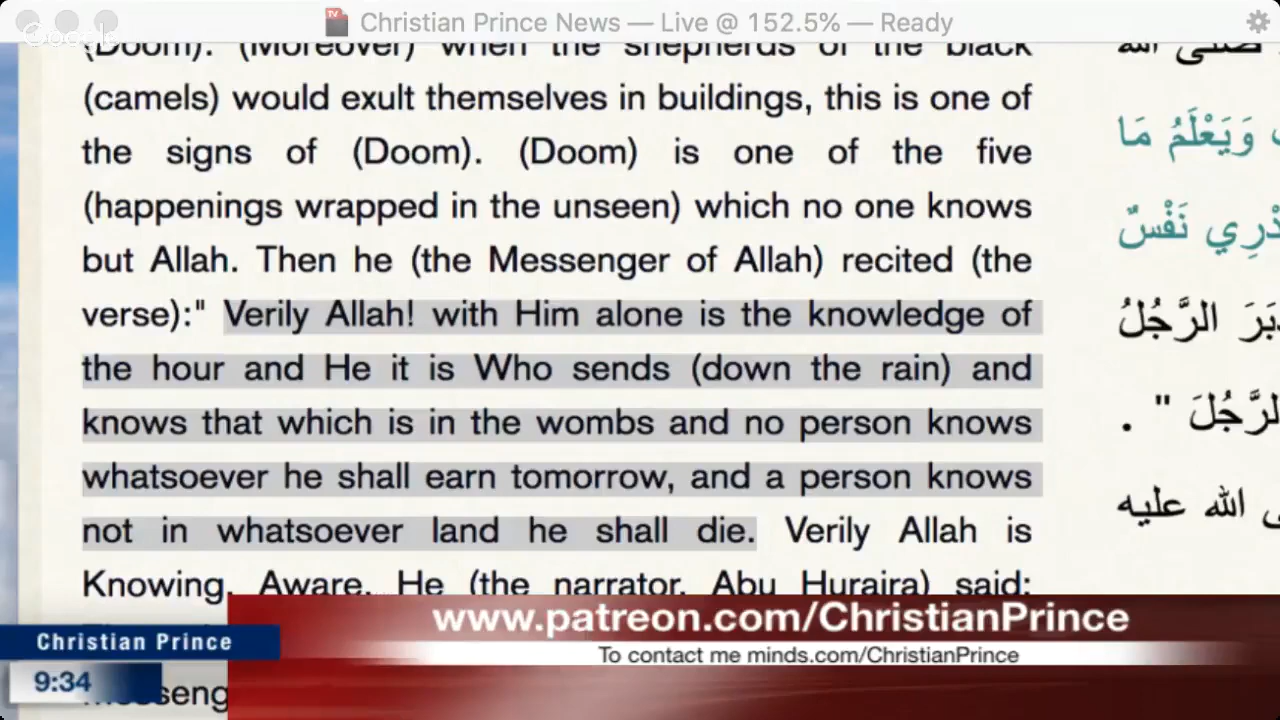 Christian Prince News — Live @ 152.5% — Ready
Google
(Doom). (Moreover) when the shepherds of the black
(camels) would exult themselves in buildings, this is one of
the signs of (Doom). (Doom) is one of the five
(happenings wrapped in the unseen) which no one knows
but Allah. Then he (the Messenger of Allah) recited (the
verse):" Verily Allah! with Him alone is the knowledge of
the hour and He it is Who sends (down the rain) and
knows that which is in the wombs and no person knows
whatsoever he shall earn tomorrow, and a person knows
not in whatsoever land he shall die. Verily Allah is
Knowing, Aware. He (the narrator, Abu Huraira) said:
صلى الله
وَيَعْلَمُ مَا
نَفْسٌ
الرَّجُلُ
" .
الله عليه
www.patreon.com/ChristianPrince
Christian Prince
To contact me minds.com/ChristianPrince
9:34